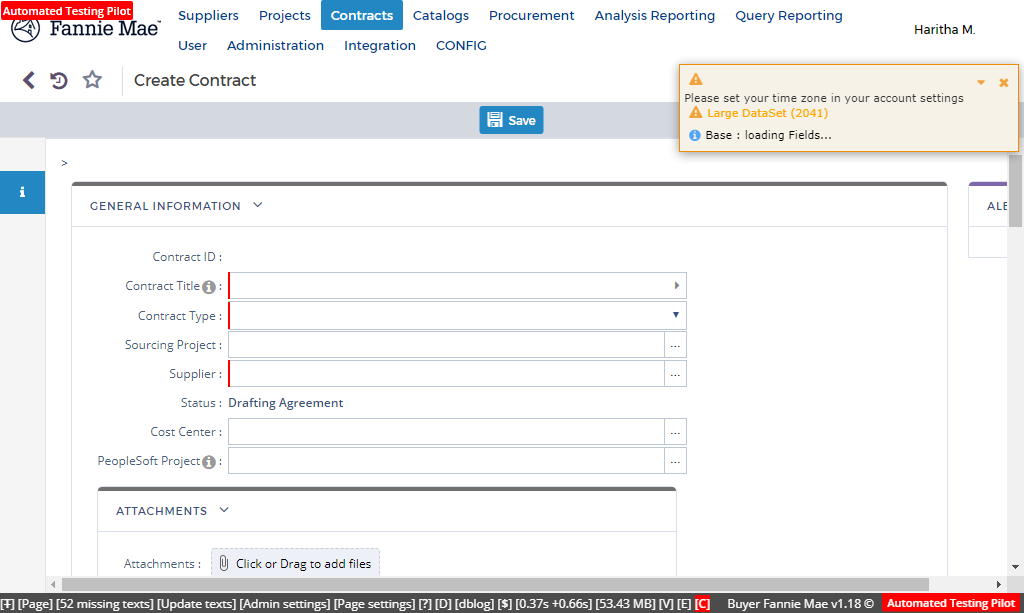 Automated Testing Pilot
Fannie Mae
Suppliers Projects Contracts Catalogs Procurement Analysis Reporting Query Reporting
User Administration Integration CONFIG
Haritha M.
Create Contract
Please set your time zone in your account settings
Large DataSet (2041)
Base : loading Fields...
Save
>
GENERAL INFORMATION
ALE
Contract ID :
Contract Title :
Contract Type :
Sourcing Project : ...
Supplier : ...
Status : Drafting Agreement
Cost Center : ...
PeopleSoft Project : ...
ATTACHMENTS
Attachments : Click or Drag to add files
[Ŧ] [Page] [52 missing texts] [Update texts] [Admin settings] [Page settings] [?] [D] [dblog] [$] [0.37s +0.66s] [53.43 MB] [V] [E] [C] Buyer Fannie Mae v1.18 © Automated Testing Pilot